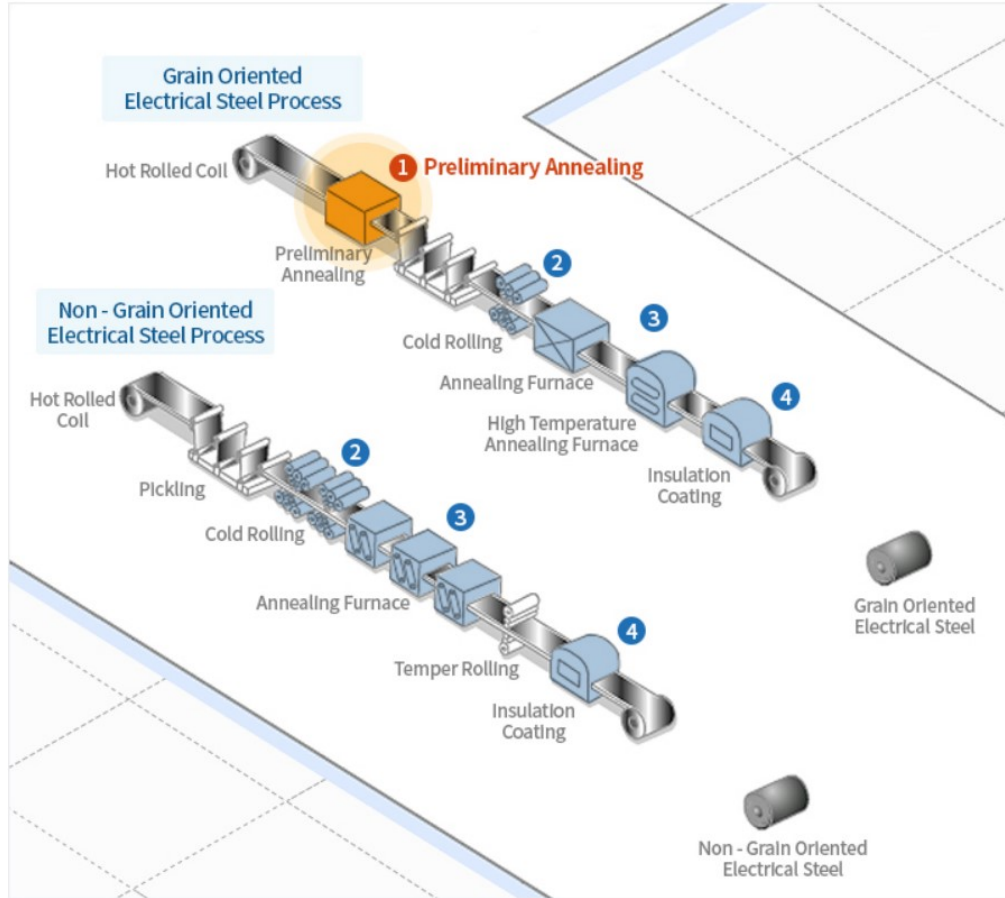 Grain Oriented
Electrical Steel Process
Hot Rolled Coil
1 Preliminary Annealing
Preliminary
Annealing
2
Cold Rolling
3
Annealing Furnace
High Temperature
Annealing Furnace
4
Insulation
Coating
Grain Oriented
Electrical Steel
Non - Grain Oriented
Electrical Steel Process
Hot Rolled
Coil
Pickling
2
Cold Rolling
3
Annealing Furnace
Temper Rolling
4
Insulation
Coating
Non - Grain Oriented
Electrical Steel